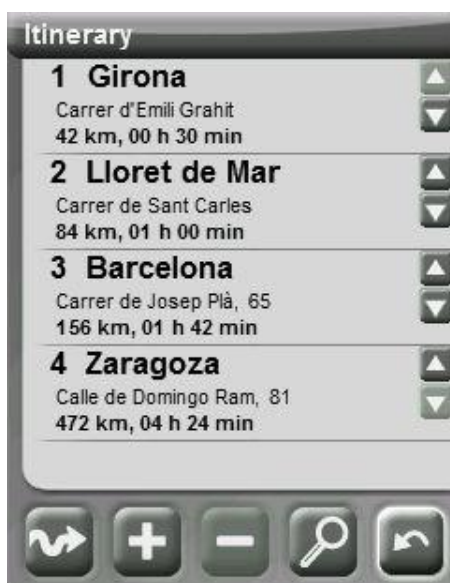 Itinerary
1 Girona
Carrer d'Emili Grahit
42 km, 00 h 30 min
2 Lloret de Mar
Carrer de Sant Carles
84 km, 01 h 00 min
3 Barcelona
Carrer de Josep Plà, 65
156 km, 01 h 42 min
4 Zaragoza
Calle de Domingo Ram, 81
472 km, 04 h 24 min